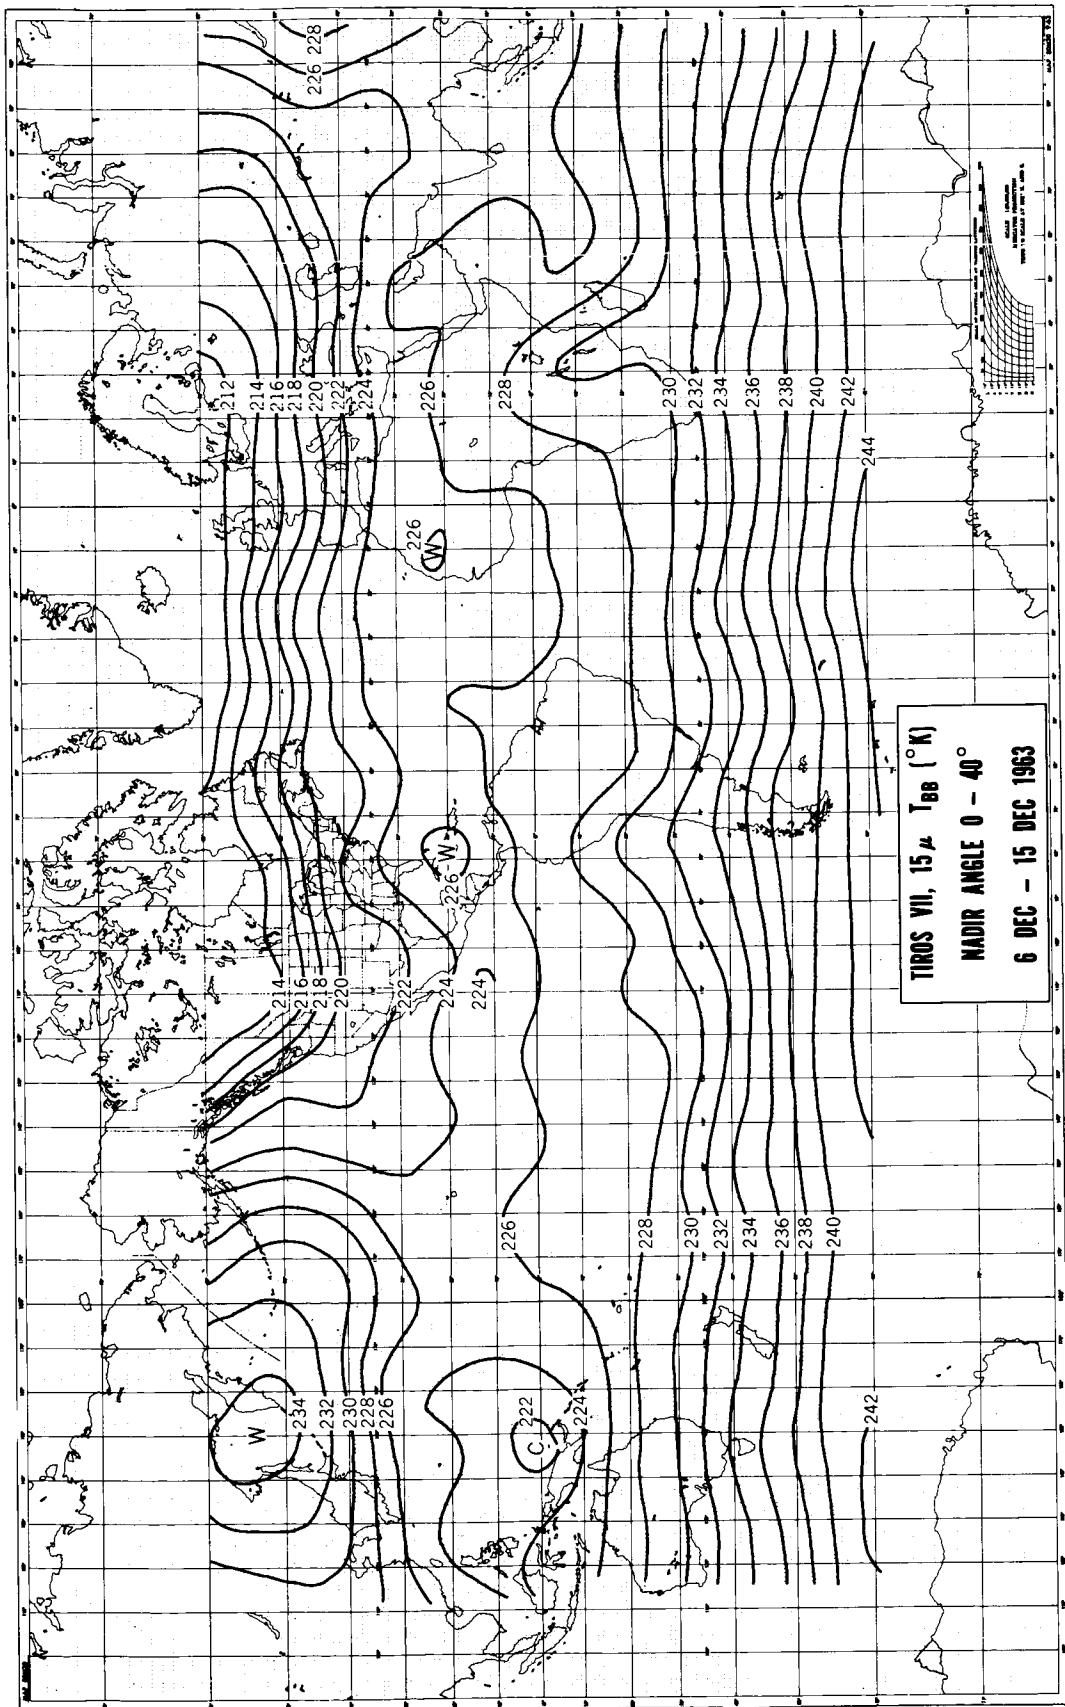 226 228
212 214 216 218 220 222 224 226 228 230 232 234 236 238 240 242
244
226
W
TIROS VII, 15 μ T_BB (°K)
NADIR ANGLE 0 – 40°
6 DEC – 15 DEC 1963
W
226
214 216 218 220 222 224
224
226 228 230 232 234 236 238 240
W
234 232 230 228 226
222
C
224
242